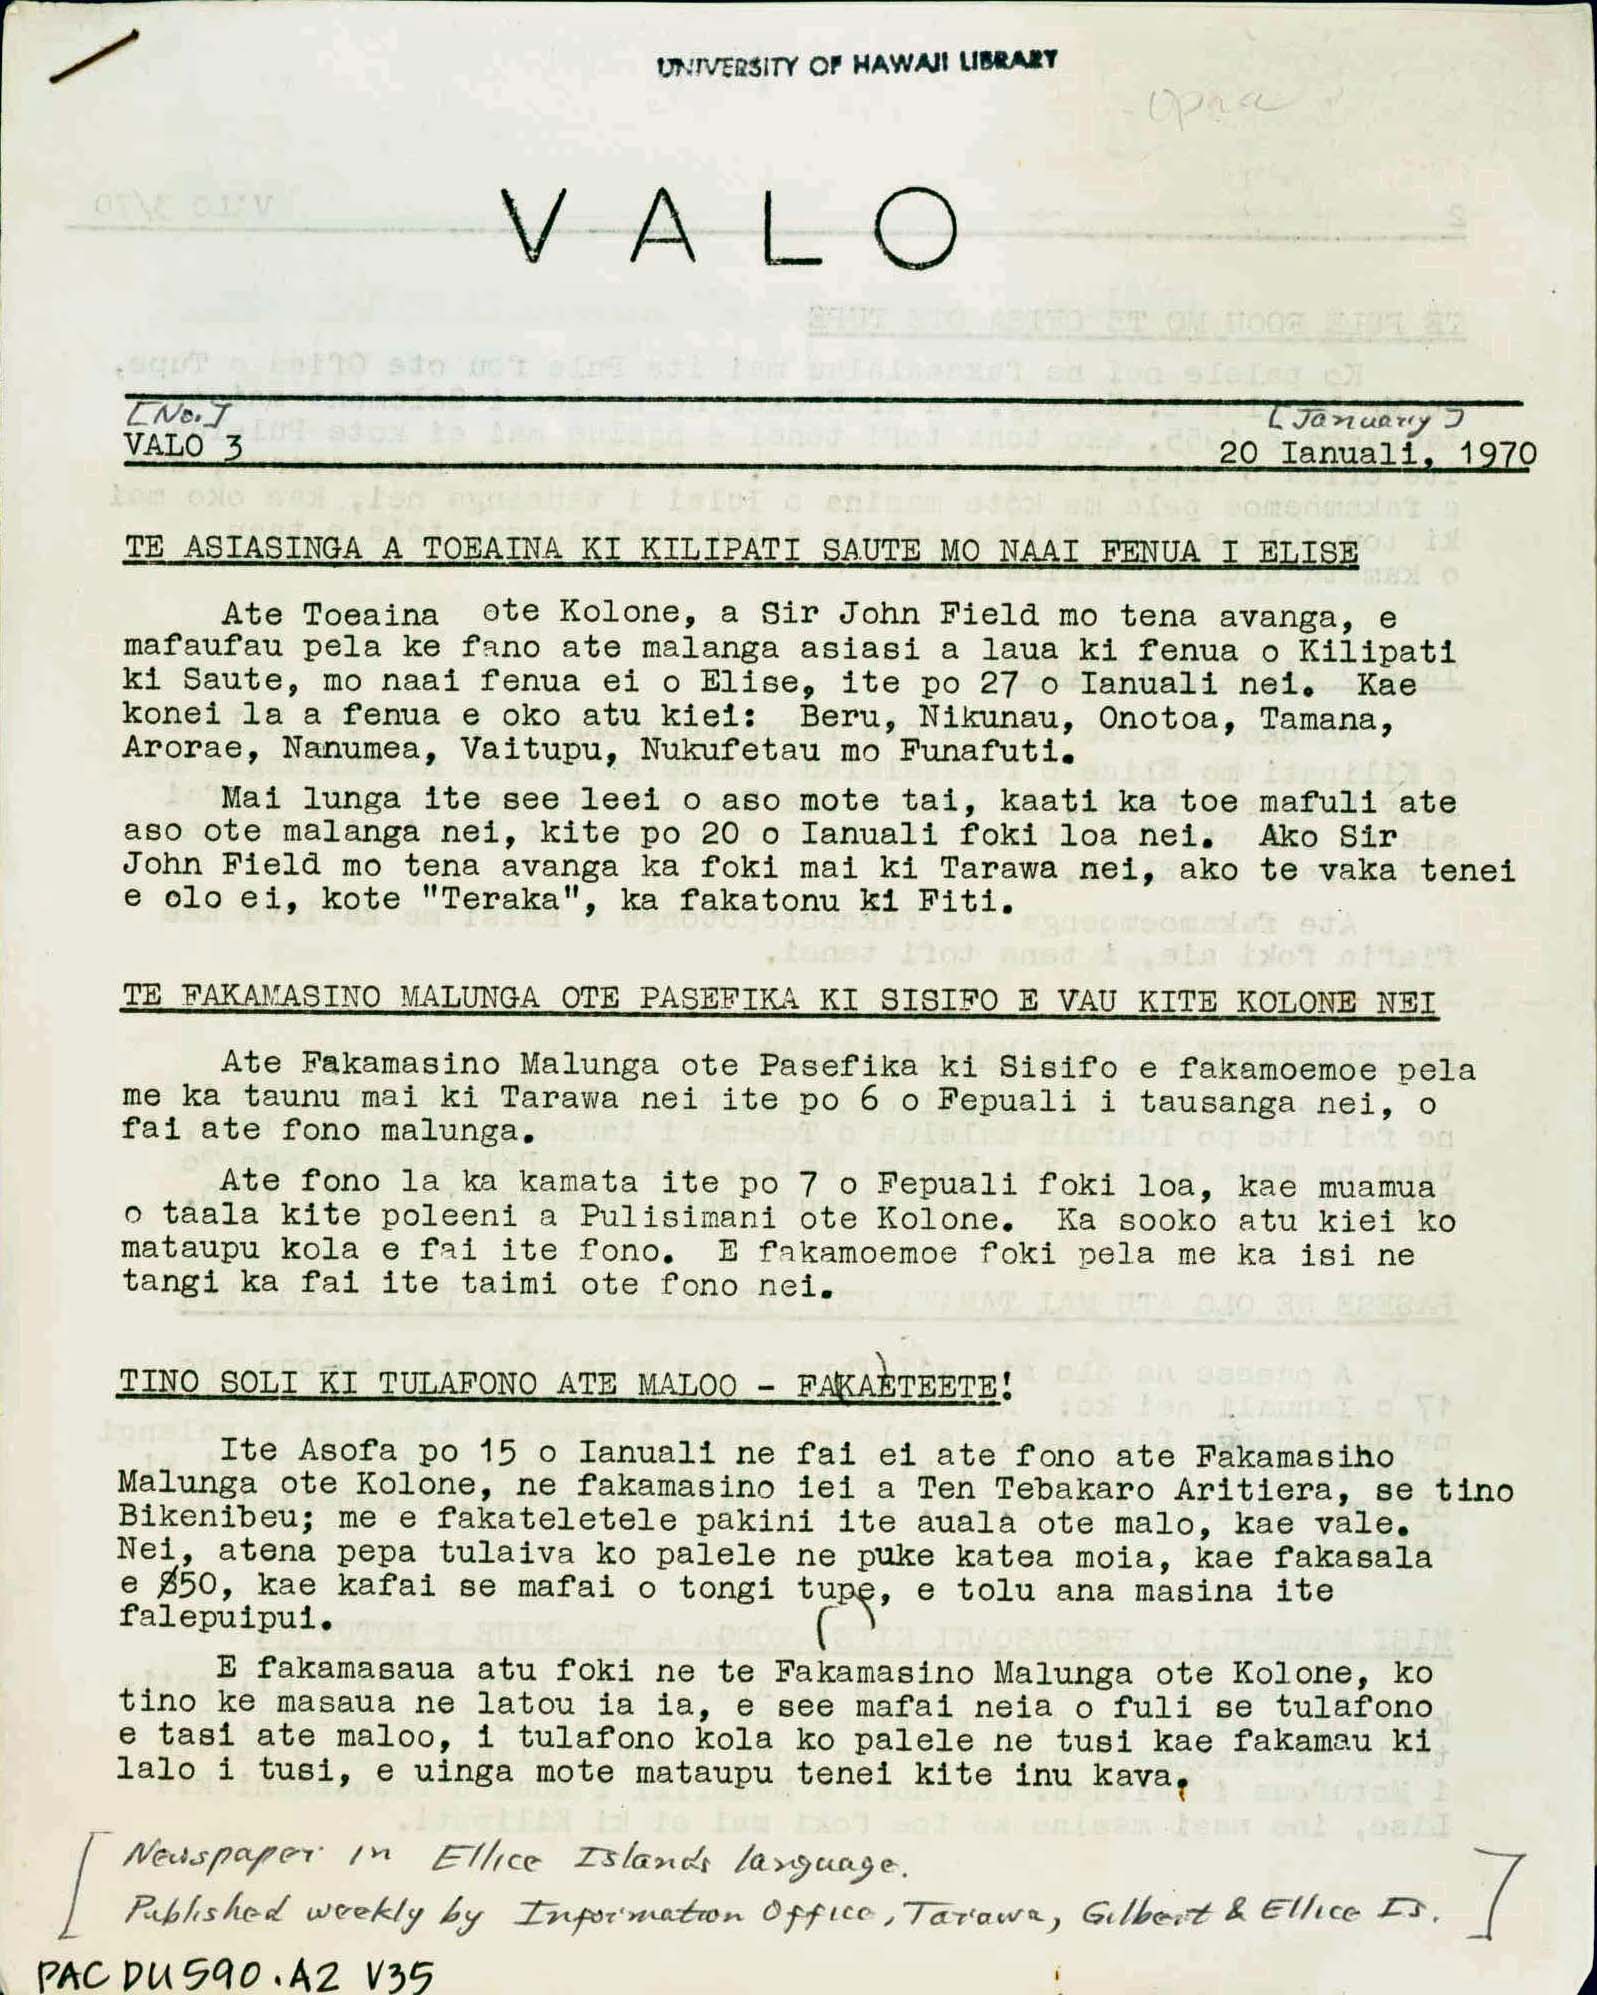 UNIVERSITY OF HAWAII LIBRARY
VALO
[No.]
[January]
VALO 3
20 Ianuali, 1970
TE ASIASINGA A TOEAINA KI KILIPATI SAUTE MO NAAI FENUA I ELISE
Ate Toeaina ote Kolone, a Sir John Field mo tena avanga, e
mafaufau pela ke fano ate malanga asiasi a laua ki fenua o Kilipati
ki Saute, mo naai fenua ei o Elise, ite po 27 o Ianuali nei. Kae
konei la a fenua e oko atu kiei: Beru, Nikunau, Onotoa, Tamana,
Arorae, Nanumea, Vaitupu, Nukufetau mo Funafuti.
Mai lunga ite see leei o aso mote tai, kaati ka toe mafuli ate
aso ote malanga nei, kite po 20 o Ianuali foki loa nei. Ako Sir
John Field mo tena avanga ka foki mai ki Tarawa nei, ako te vaka tenei
e olo ei, kote "Teraka", ka fakatonu ki Fiti.
TE FAKAMASINO MALUNGA OTE PASEFIKA KI SISIFO E VAU KITE KOLONE NEI
Ate Fakamasino Malunga ote Pasefika ki Sisifo e fakamoemoe pela
me ka taunu mai ki Tarawa nei ite po 6 o Fepuali i tausanga nei, o
fai ate fono malunga.
Ate fono la ka kamata ite po 7 o Fepuali foki loa, kae muamua
o taala kite poleeni a Pulisimani ote Kolone. Ka sooko atu kiei ko
mataupu kola e fai ite fono. E fakamoemoe foki pela me ka isi ne
tangi ka fai ite taimi ote fono nei.
TINO SOLI KI TULAFONO ATE MALOO - FAKAETEETE!
Ite Asofa po 15 o Ianuali ne fai ei ate fono ate Fakamasiho
Malunga ote Kolone, ne fakamasino iei a Ten Tebakaro Aritiera, se tino
Bikenibeu; me e fakateletele pakini ite auala ote malo, kae vale.
Nei, atena pepa tulaiva ko palele ne puke katea moia, kae fakasala
e $50, kae kafai se mafai o tongi tupe, e tolu ana masina ite
falepuipui.
E fakamasaua atu foki ne te Fakamasino Malunga ote Kolone, ko
tino ke masaua ne latou ia ia, e see mafai neia o fuli se tulafono
e tasi ate maloo, i tulafono kola ko palele ne tusi kae fakamau ki
lalo i tusi, e uinga mote mataupu tenei kite inu kava.
[Newspaper in Ellice Islands language.
Published weekly by Information Office, Tarawa, Gilbert & Ellice Is.]
PAC DU590.A2 V35